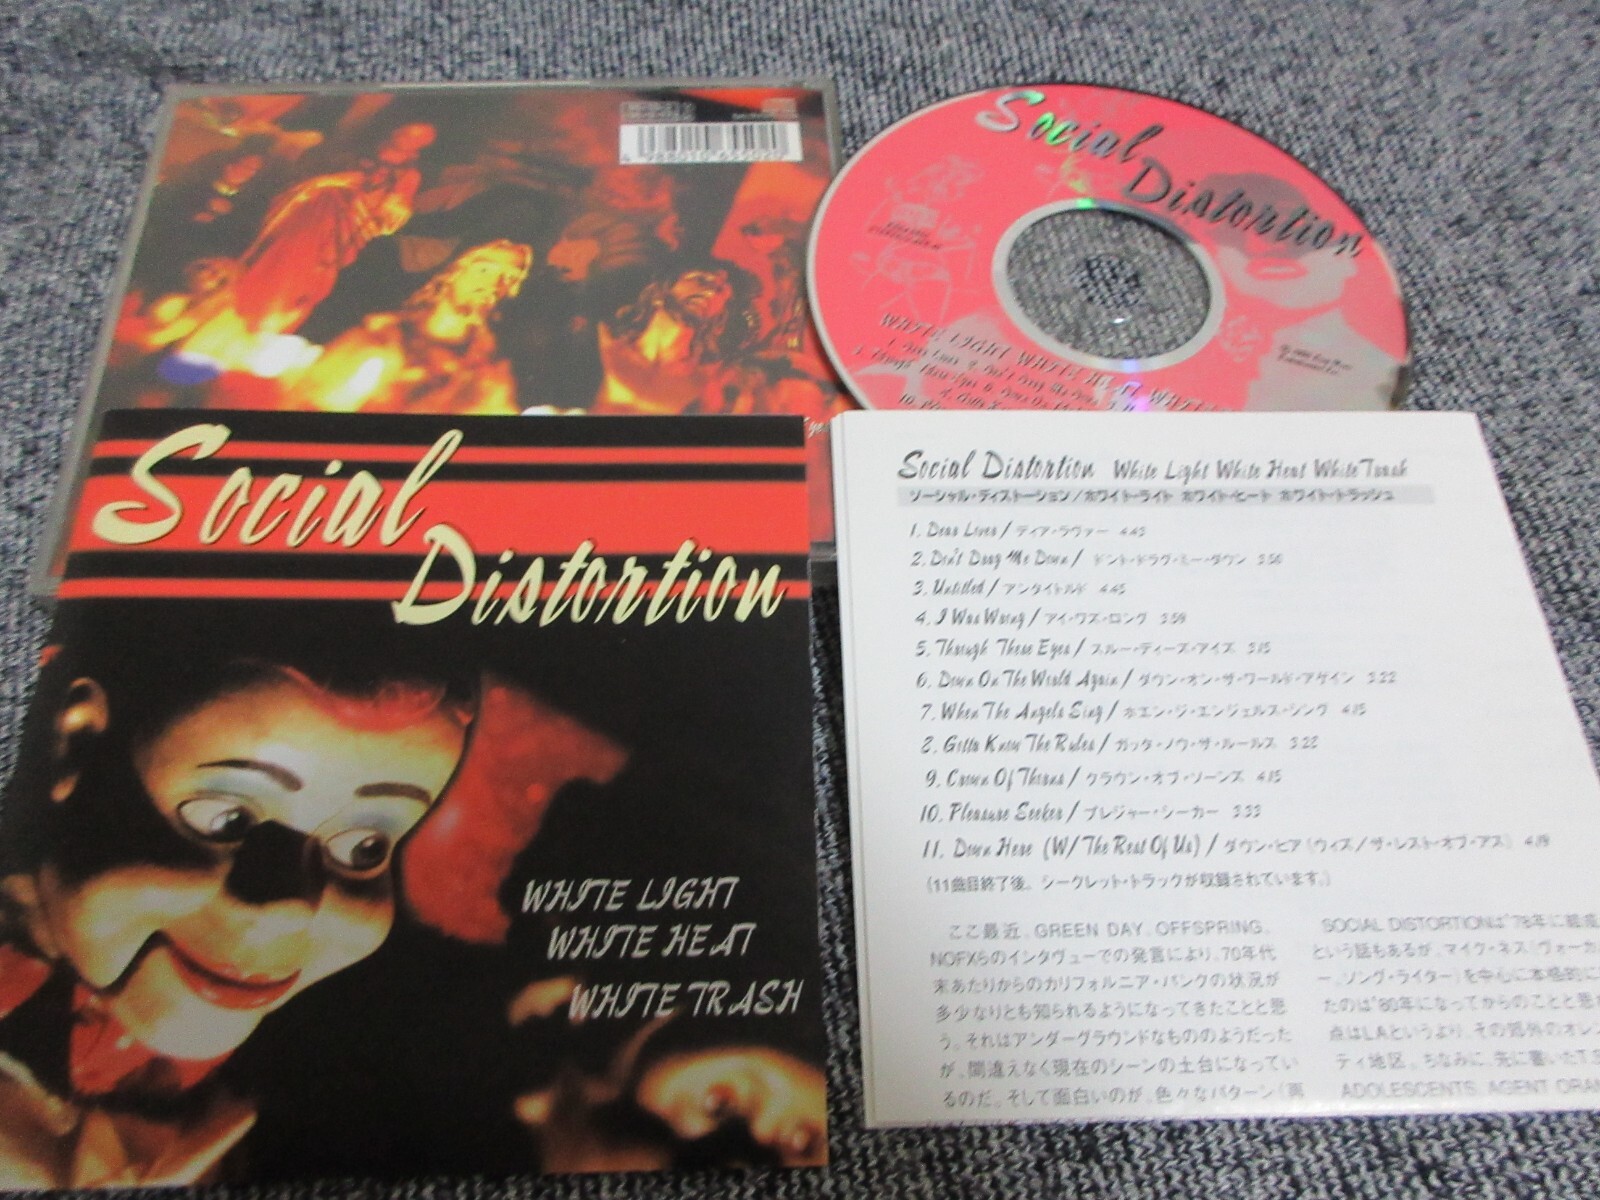 4 988010 653020
Social
Distortion
WHITE LIGHT WHITE HEAT WHITE
Social
Distortion
WHITE LIGHT
WHITE HEAT
WHITE TRASH
Social Distortion White Light White Heat White Trash
ソーシャル・ディストーション/ホワイト・ライト ホワイト・ヒート ホワイト・トラッシュ
1. Dear Lover / ディア・ラヴァー 4:43
2. Don't Drag Me Down / ドント・ドラグ・ミー・ダウン 3:50
3. Untitled / アンタイトルド 4:45
4. I Was Wrong / アイ・ワズ・ロング 3:58
5. Through These Eyes / スルー・ディーズ・アイズ 3:15
6. Down On The World Again / ダウン・オン・ザ・ワールド・アゲイン 3:22
7. When The Angels Sing / ホエン・ジ・エンジェルス・シング 4:15
8. Gotta Know The Rules / ガッタ・ノウ・ザ・ルールズ 3:22
9. Crown Of Thorns / クラウン・オブ・ソーンズ 4:15
10. Pleasure Seeker / プレジャー・シーカー 3:33
11. Down Here (W/ The Rest Of Us) / ダウン・ヒア (ウィズ/ザ・レスト・オブ・アス) 4:19
(11曲目終了後、シークレット・トラックが収録されています。)
ここ最近、GREEN DAY、OFFSPRING、
NOFXらのインタヴューでの発言により、70年代
末あたりからのカリフォルニア・パンクの状況が
多少なりとも知られるようになってきたことと思
う。それはアンダーグラウンドなもののようだった
が、間違えなく現在のシーンの土台になってい
るのだ。そして面白いのが、色々なパターン(再
SOCIAL DISTORTIONは'78年に結成
という話もあるが、マイク・ネス(ヴォーカ
ー、ソング・ライター)を中心に本格的に
たのは'80年になってからのことと思
点はLAというより、その郊外のオレン
ティ地区。ちなみに、先に書いたT.S
ADOLESCENTS、AGENT ORAN